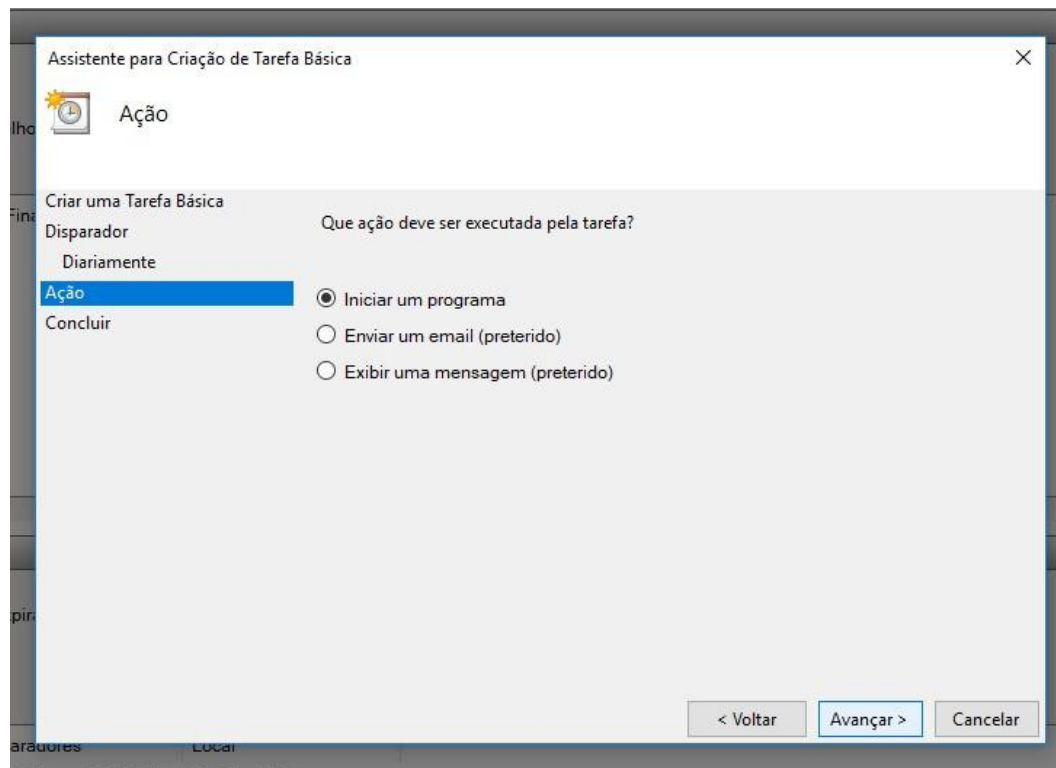 Assistente para Criação de Tarefa Básica
Ação
Criar uma Tarefa Básica
Disparador
Diariamente
Ação
Concluir
Que ação deve ser executada pela tarefa?
Iniciar um programa
Enviar um email (preterido)
Exibir uma mensagem (preterido)
< Voltar
Avançar >
Cancelar
Local